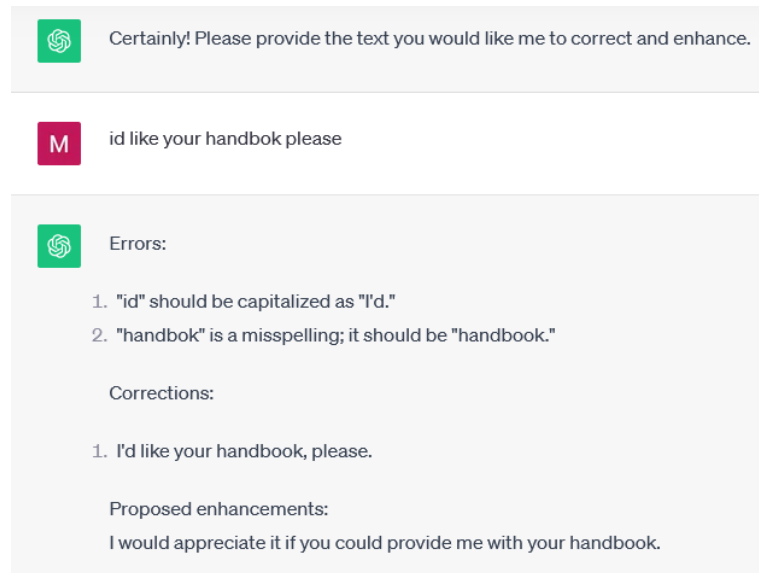 Certainly! Please provide the text you would like me to correct and enhance.
M
id like your handbok please
Errors:
1. "id" should be capitalized as "I'd."
2. "handbok" is a misspelling; it should be "handbook."
Corrections:
1. I'd like your handbook, please.
Proposed enhancements:
I would appreciate it if you could provide me with your handbook.